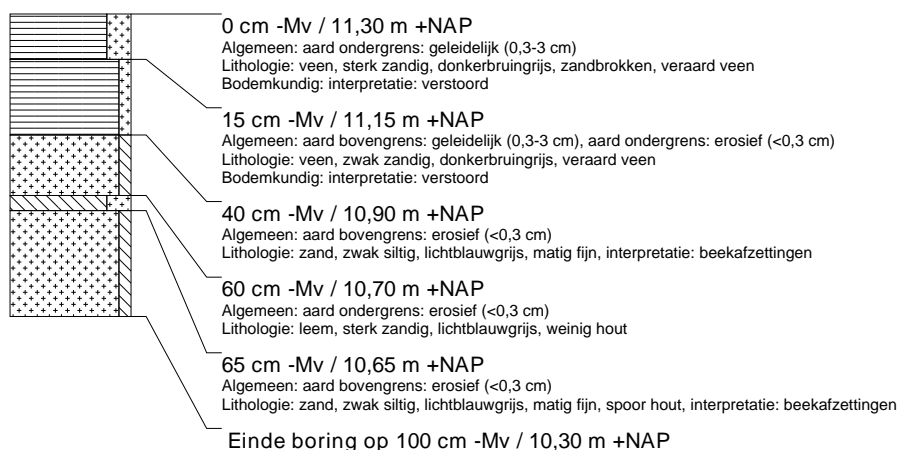 0 cm -Mv / 11,30 m +NAP
Algemeen: aard ondergrens: geleidelijk (0,3-3 cm)
Lithologie: veen, sterk zandig, donkerbruingrijs, zandbrokken, veraard veen
Bodemkundig: interpretatie: verstoord
15 cm -Mv / 11,15 m +NAP
Algemeen: aard bovengrens: geleidelijk (0,3-3 cm), aard ondergrens: erosief (<0,3 cm)
Lithologie: veen, zwak zandig, donkerbruingrijs, veraard veen
Bodemkundig: interpretatie: verstoord
40 cm -Mv / 10,90 m +NAP
Algemeen: aard bovengrens: erosief (<0,3 cm)
Lithologie: zand, zwak siltig, lichtblauwgrijs, matig fijn, interpretatie: beekafzettingen
60 cm -Mv / 10,70 m +NAP
Algemeen: aard ondergrens: erosief (<0,3 cm)
Lithologie: leem, sterk zandig, lichtblauwgrijs, weinig hout
65 cm -Mv / 10,65 m +NAP
Algemeen: aard bovengrens: erosief (<0,3 cm)
Lithologie: zand, zwak siltig, lichtblauwgrijs, matig fijn, spoor hout, interpretatie: beekafzettingen
Einde boring op 100 cm -Mv / 10,30 m +NAP